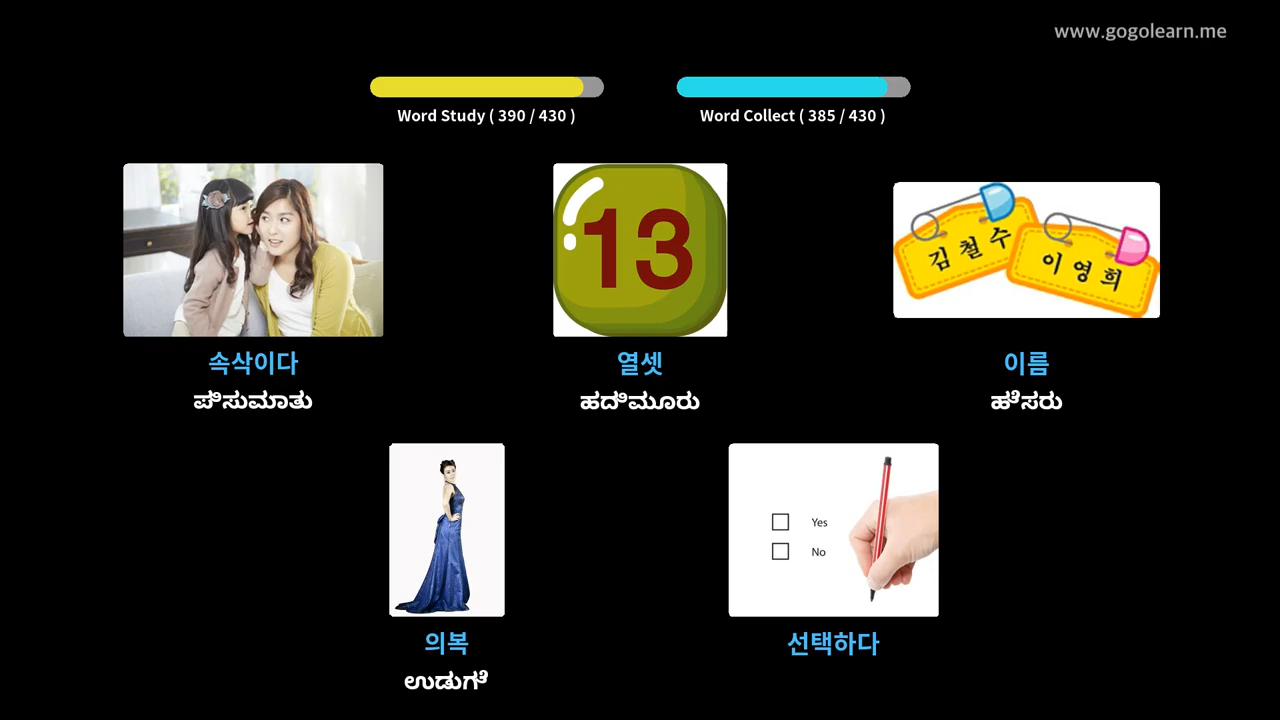 www.gogolearn.me
Word Study ( 390 / 430 )
Word Collect ( 385 / 430 )
13
김철수
이영희
속삭이다
열셋
이름
ಪಿಸುಮಾತು
ಹದಿಮೂರು
ಹೆಸರು
Yes
No
의복
선택하다
ಉಡುಗೆ